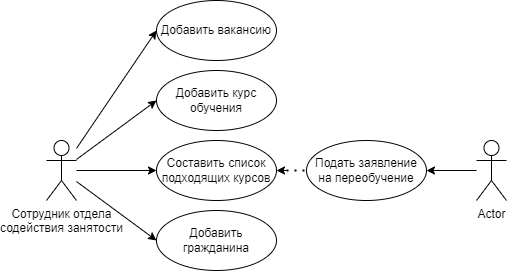 Добавить вакансию
Добавить курс
обучения
Составить список
подходящих курсов
Подать заявление
на переобучение
Сотрудник отдела
содействия занятости
Actor
Добавить
гражданина